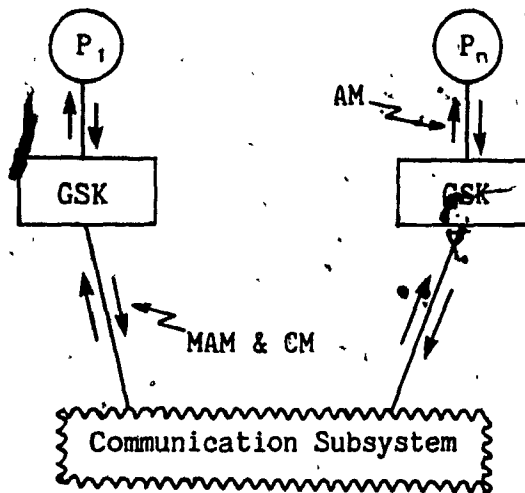 P₁ Pₙ
AM
GSK GSK
MAM & CM
Communication Subsystem